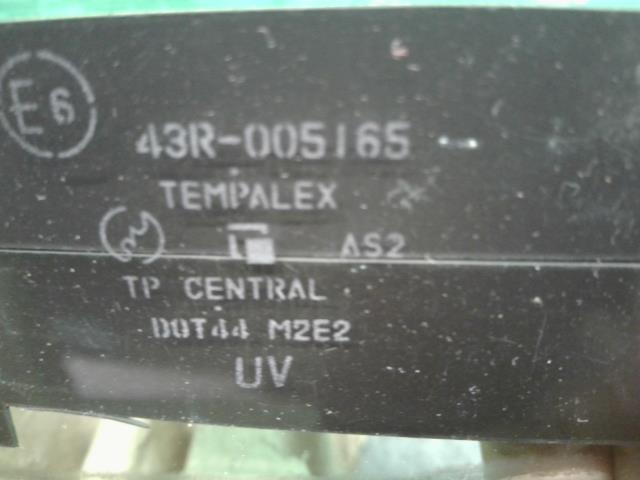 E6
43R-005165
TEMPALEX
AS2
TP CENTRAL
DOT44 M2E2
UV